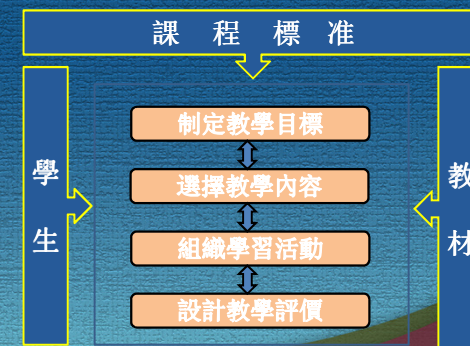 課程標准
學生
制定教學目標
選擇教學內容
組織學習活動
設計教學評價
教材